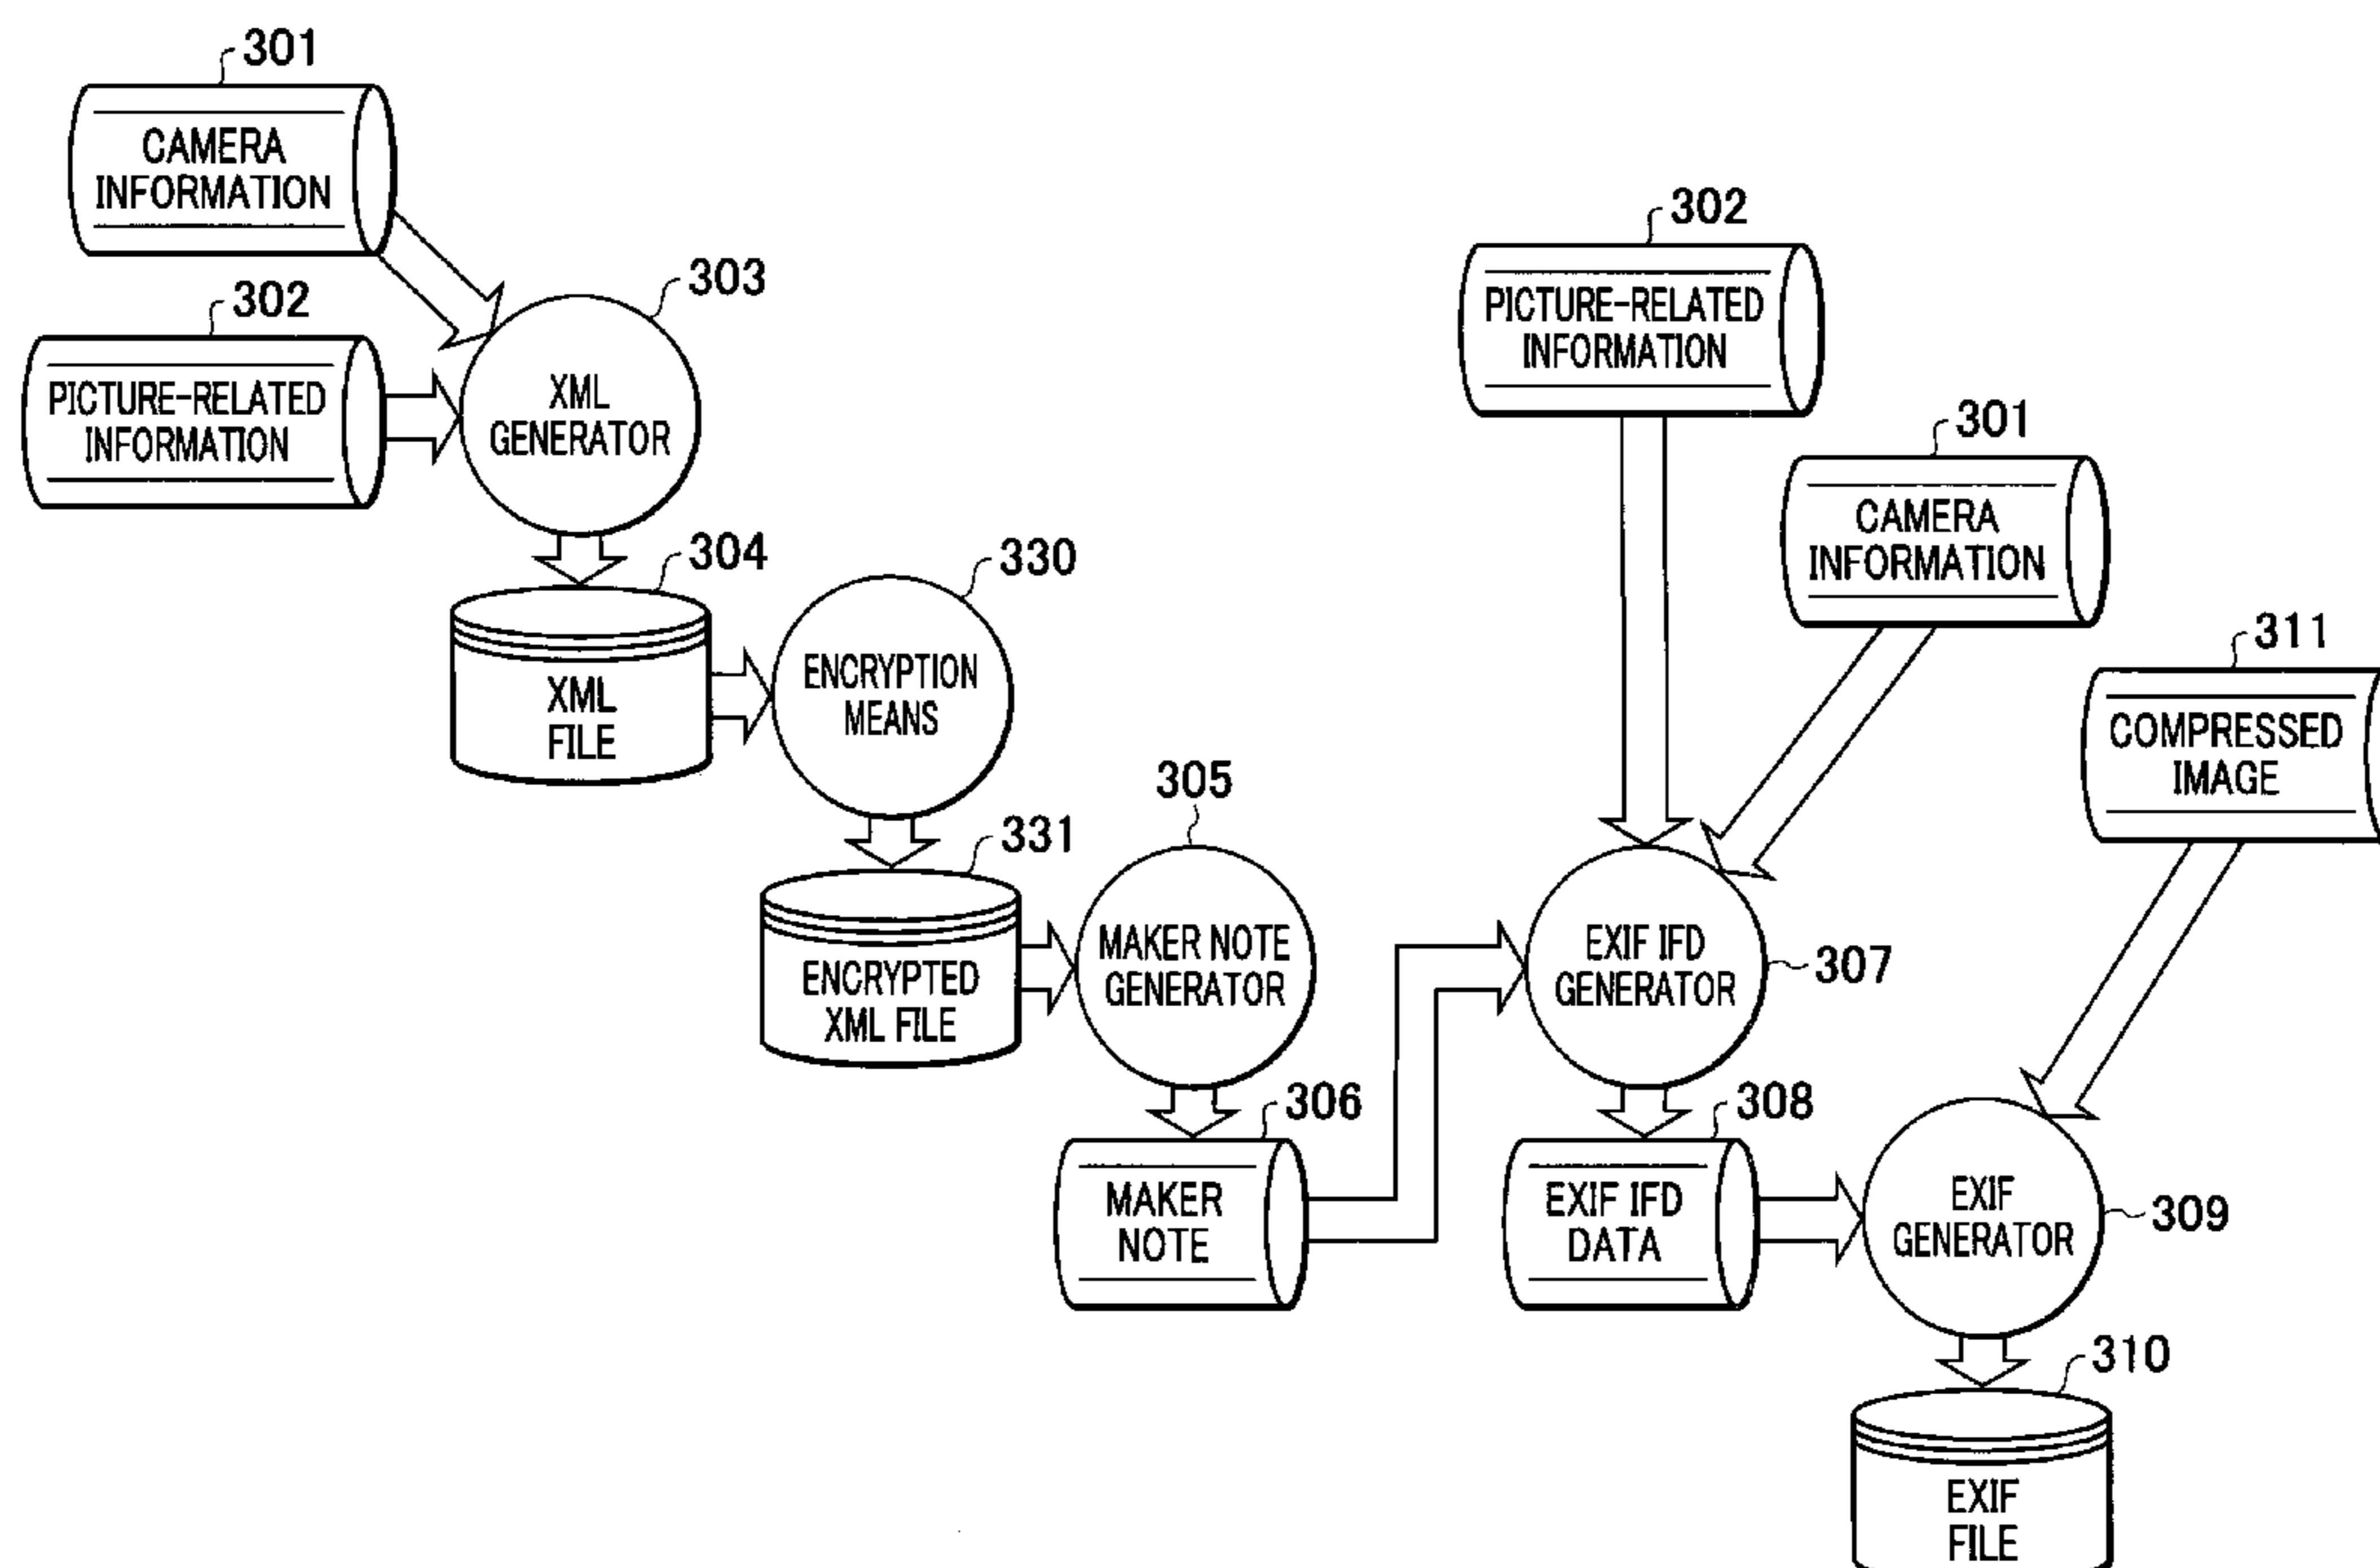 301
CAMERA
INFORMATION
302
PICTURE-RELATED
INFORMATION
303
XML
GENERATOR
304
XML
FILE
330
ENCRYPTION
MEANS
331
ENCRYPTED
XML FILE
305
MAKER NOTE
GENERATOR
306
MAKER
NOTE
302
PICTURE-RELATED
INFORMATION
301
CAMERA
INFORMATION
311
COMPRESSED
IMAGE
EXIF IFD
GENERATOR
307
308
EXIF IFD
DATA
EXIF
GENERATOR
309
310
EXIF
FILE